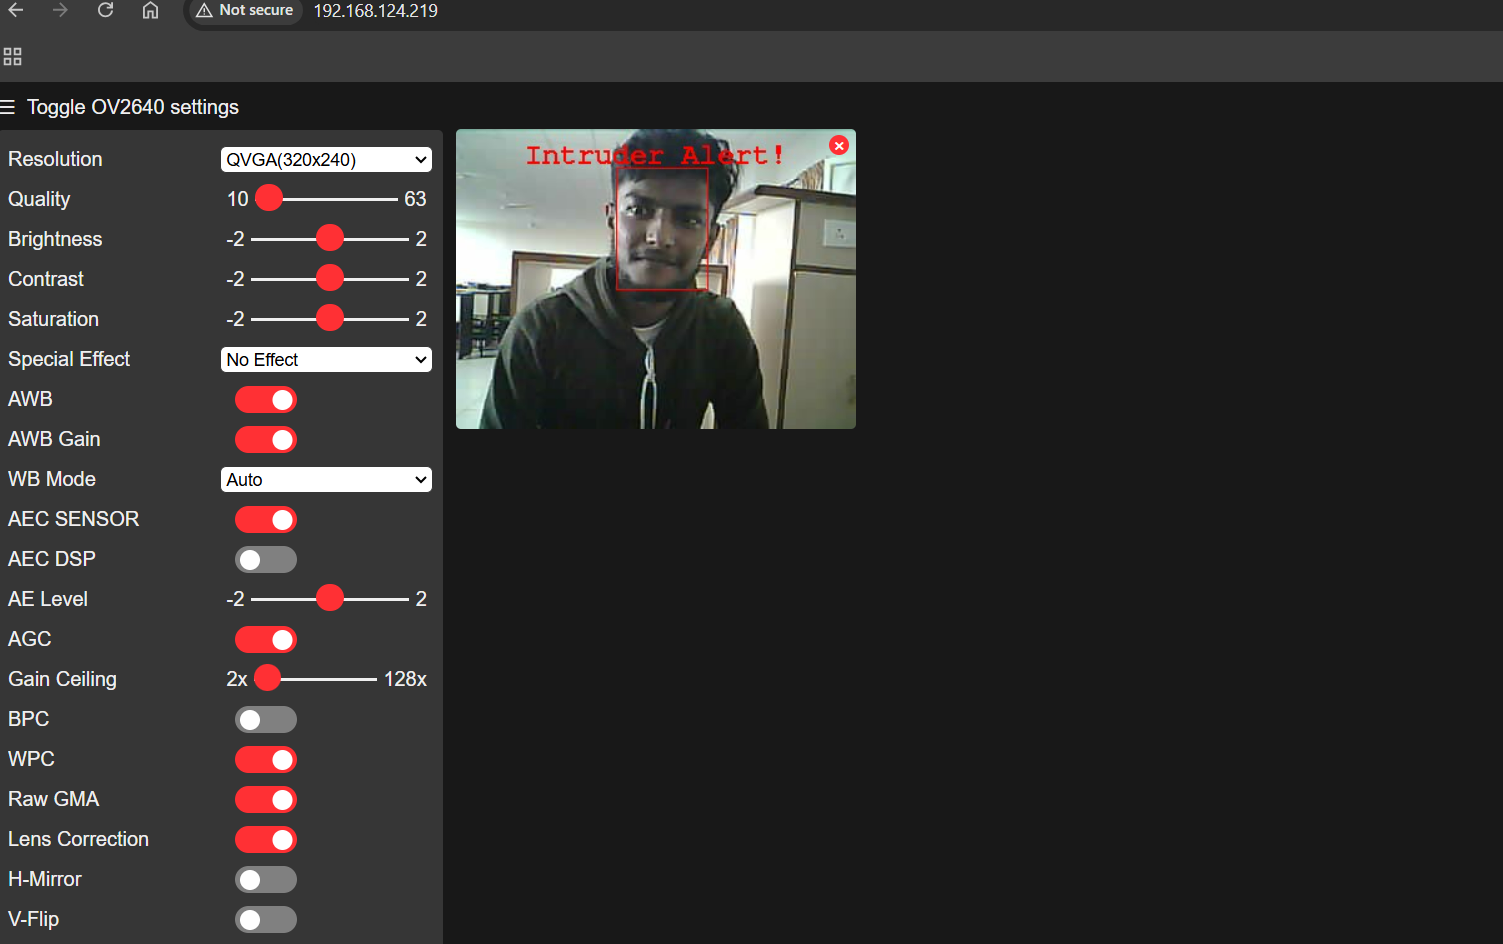 Not secure 192.168.124.219
Toggle OV2640 settings
Resolution QVGA(320x240)
Quality 10 63
Brightness -2 2
Contrast -2 2
Saturation -2 2
Special Effect No Effect
AWB
AWB Gain
WB Mode Auto
AEC SENSOR
AEC DSP
AE Level -2 2
AGC
Gain Ceiling 2x 128x
BPC
WPC
Raw GMA
Lens Correction
H-Mirror
V-Flip
Intruder Alert!